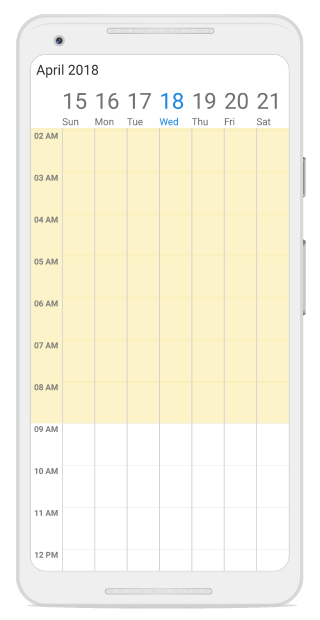 April 2018
15 16 17 18 19 20 21
Sun Mon Tue Wed Thu Fri Sat
02 AM
03 AM
04 AM
05 AM
06 AM
07 AM
08 AM
09 AM
10 AM
11 AM
12 PM